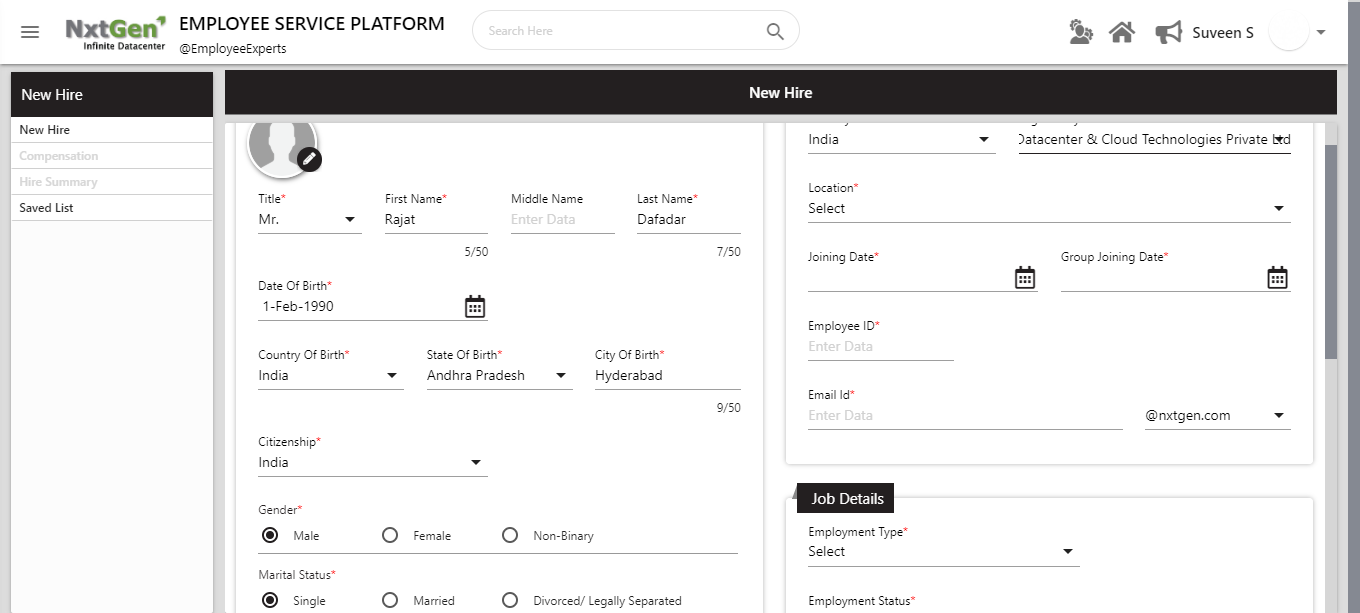 NxtGen
Infinite Datacenter
EMPLOYEE SERVICE PLATFORM
@EmployeeExperts
Search Here
Suveen S
New Hire
New Hire
Compensation
Hire Summary
Saved List
New Hire
Title*
First Name*
Middle Name
Last Name*
Mr.
Rajat
Enter Data
Dafadar
5/50
7/50
Date Of Birth*
1-Feb-1990
Country Of Birth*
State Of Birth*
City Of Birth*
India
Andhra Pradesh
Hyderabad
9/50
Citizenship*
India
Gender*
Male
Female
Non-Binary
Marital Status*
Single
Married
Divorced/ Legally Separated
India
Datacenter & Cloud Technologies Private Ltd
Location*
Select
Joining Date*
Group Joining Date*
Employee ID*
Enter Data
Email Id*
Enter Data
@nxtgen.com
Job Details
Employment Type*
Select
Employment Status*